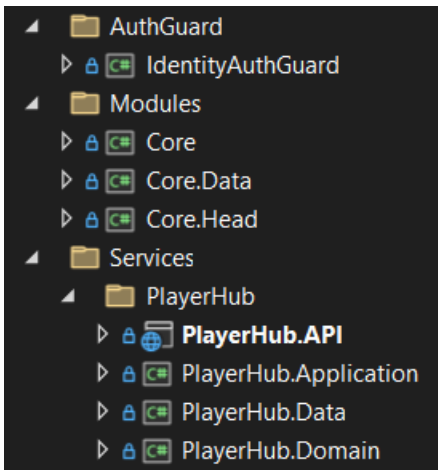 AuthGuard
C# IdentityAuthGuard
Modules
C# Core
C# Core.Data
C# Core.Head
Services
PlayerHub
PlayerHub.API
C# PlayerHub.Application
C# PlayerHub.Data
C# PlayerHub.Domain